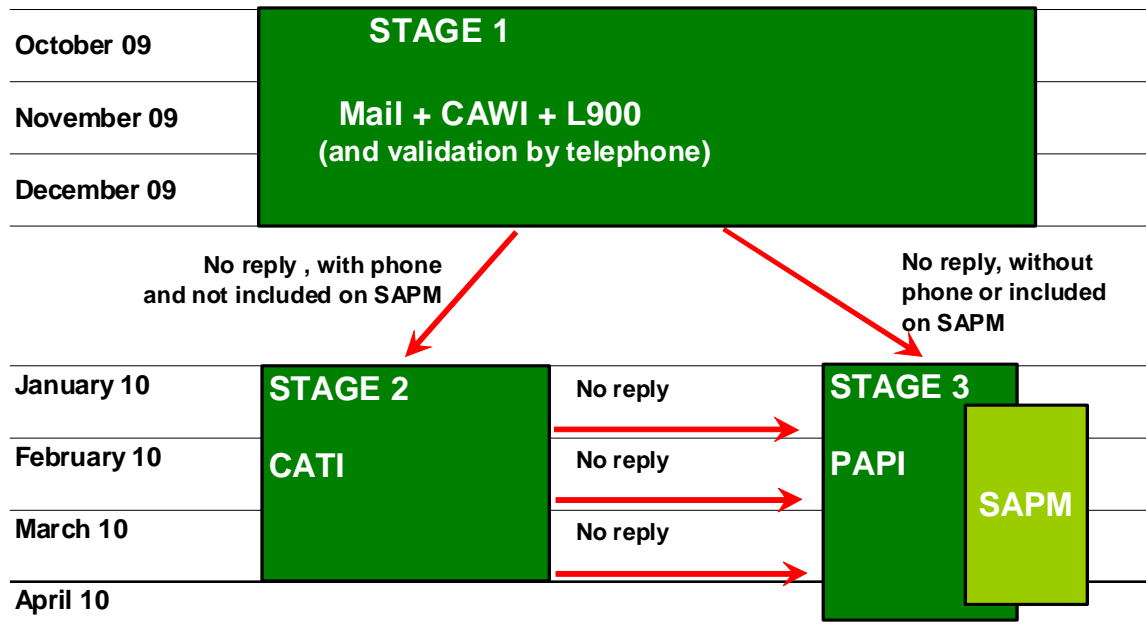 October 09
STAGE 1
November 09
Mail + CAWI + L900
(and validation by telephone)
December 09
No reply , with phone
and not included on SAPM
No reply, without
phone or included
on SAPM
January 10
STAGE 2
No reply
STAGE 3
February 10
CATI
No reply
PAPI
SAPM
March 10
No reply
April 10